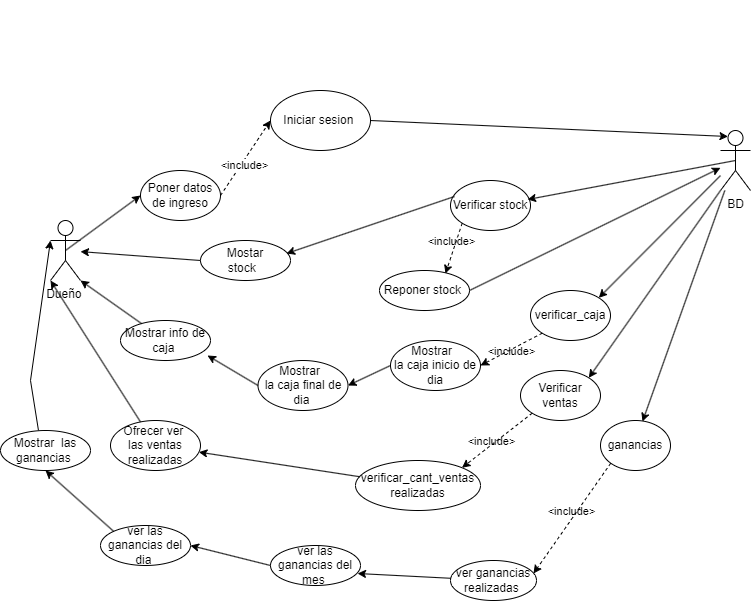 Iniciar sesion
<include>
Poner datos
de ingreso
BD
Verificar stock
<include>
Mostar
stock
Dueño
Reponer stock
verificar_caja
Mostrar info de
caja
<include>
Mostrar
la caja inicio de
dia
Mostrar
la caja final de
dia
Verificar
ventas
<include>
Ofrecer ver
las ventas
realizadas
Mostrar las
ganancias
ganancias
verificar_cant_ventas
realizadas
<include>
ver las
ganancias del
dia
ver las
ganancias del
mes
ver ganancias
realizadas